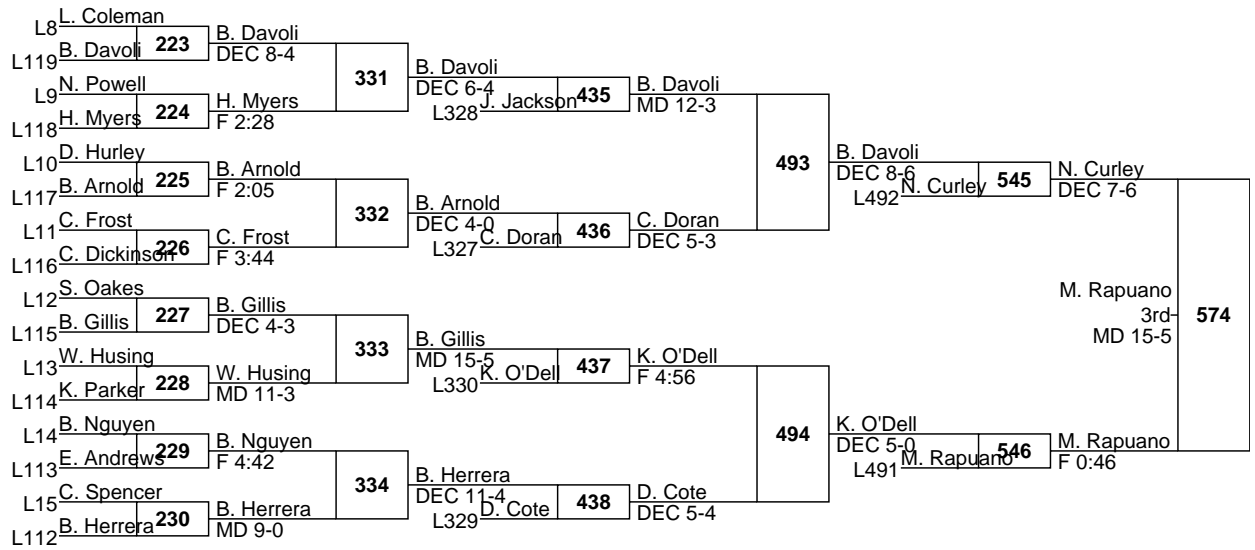 L8 L. Coleman
L119 B. Davoli
223
B. Davoli
DEC 8-4
L9 N. Powell
L118 H. Myers
224
H. Myers
F 2:28
L10 D. Hurley
L117 B. Arnold
225
B. Arnold
F 2:05
L11 C. Frost
L116 C. Dickinson
226
C. Frost
F 3:44
L12 S. Oakes
L115 B. Gillis
227
B. Gillis
DEC 4-3
L13 W. Husing
L114 K. Parker
228
W. Husing
MD 11-3
L14 B. Nguyen
L113 E. Andrews
229
B. Nguyen
F 4:42
L15 C. Spencer
L112 B. Herrera
230
B. Herrera
MD 9-0
331
B. Davoli
DEC 6-4
L328 J. Jackson
332
B. Arnold
DEC 4-0
L327 C. Doran
333
B. Gillis
MD 15-5
L330 K. O'Dell
334
B. Herrera
DEC 11-4
L329 D. Cote
435
B. Davoli
MD 12-3
436
C. Doran
DEC 5-3
437
K. O'Dell
F 4:56
438
D. Cote
DEC 5-4
493
B. Davoli
DEC 8-6
L492 N. Curley
494
K. O'Dell
DEC 5-0
L491 M. Rapuano
545
N. Curley
DEC 7-6
546
M. Rapuano
F 0:46
574
M. Rapuano
3rd
MD 15-5